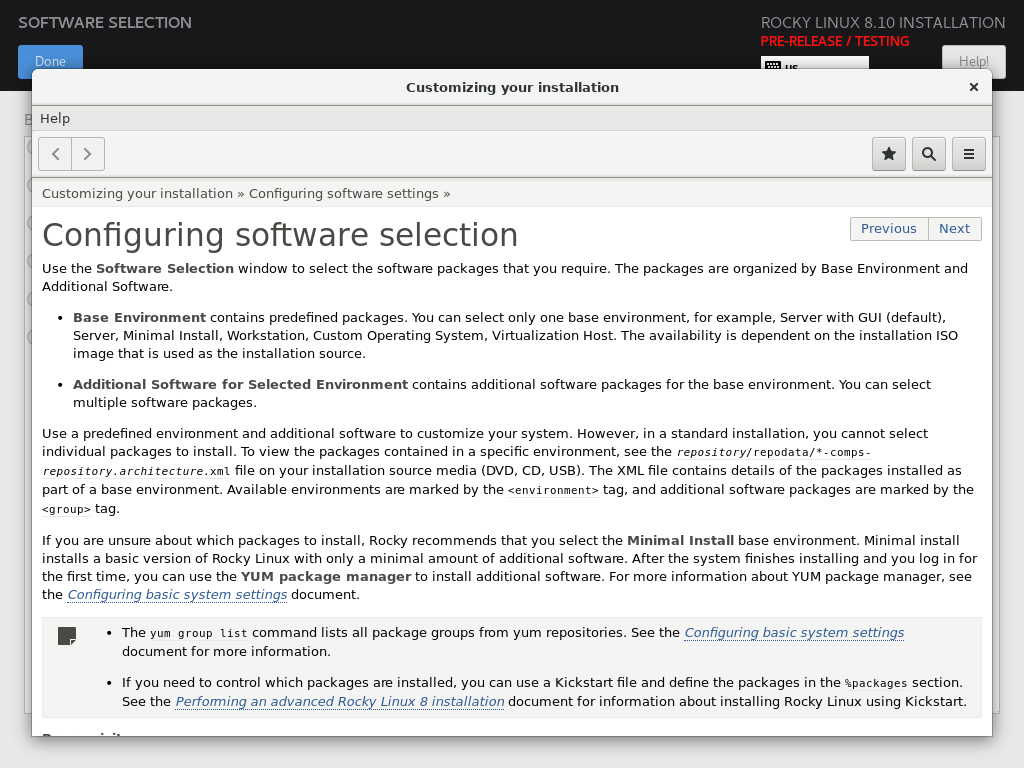 SOFTWARE SELECTION
ROCKY LINUX 8.10 INSTALLATION
PRE-RELEASE / TESTING
Done
us
Help!
Customizing your installation
Help
Customizing your installation » Configuring software settings »
Configuring software selection
Previous
Next
Use the Software Selection window to select the software packages that you require. The packages are organized by Base Environment and
Additional Software.
• Base Environment contains predefined packages. You can select only one base environment, for example, Server with GUI (default),
Server, Minimal Install, Workstation, Custom Operating System, Virtualization Host. The availability is dependent on the installation ISO
image that is used as the installation source.
• Additional Software for Selected Environment contains additional software packages for the base environment. You can select
multiple software packages.
Use a predefined environment and additional software to customize your system. However, in a standard installation, you cannot select
individual packages to install. To view the packages contained in a specific environment, see the repository/repodata/*-comps-
repository.architecture.xml file on your installation source media (DVD, CD, USB). The XML file contains details of the packages installed as
part of a base environment. Available environments are marked by the <environment> tag, and additional software packages are marked by the
<group> tag.
If you are unsure about which packages to install, Rocky recommends that you select the Minimal Install base environment. Minimal install
installs a basic version of Rocky Linux with only a minimal amount of additional software. After the system finishes installing and you log in for
the first time, you can use the YUM package manager to install additional software. For more information about YUM package manager, see
the Configuring basic system settings document.
• The yum group list command lists all package groups from yum repositories. See the Configuring basic system settings
document for more information.
• If you need to control which packages are installed, you can use a Kickstart file and define the packages in the %packages section.
See the Performing an advanced Rocky Linux 8 installation document for information about installing Rocky Linux using Kickstart.